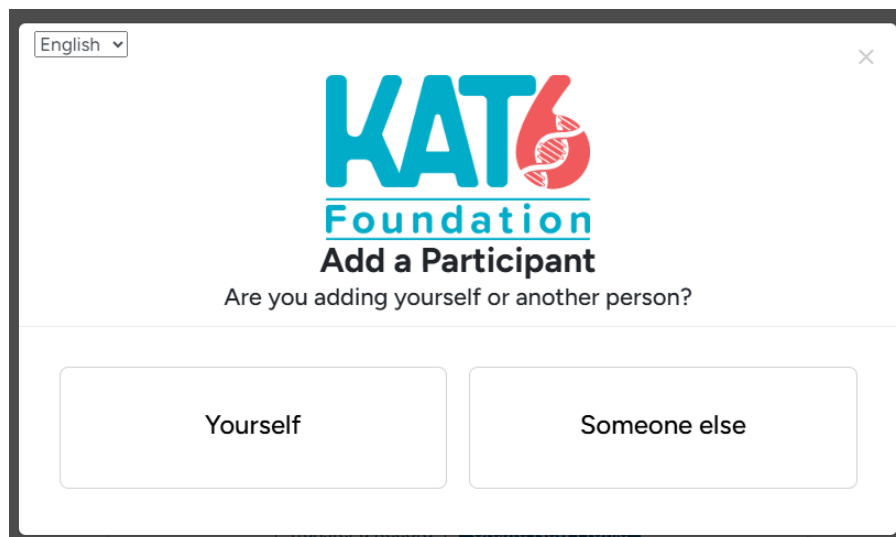 English
KAT6
Foundation
Add a Participant
Are you adding yourself or another person?
Yourself
Someone else